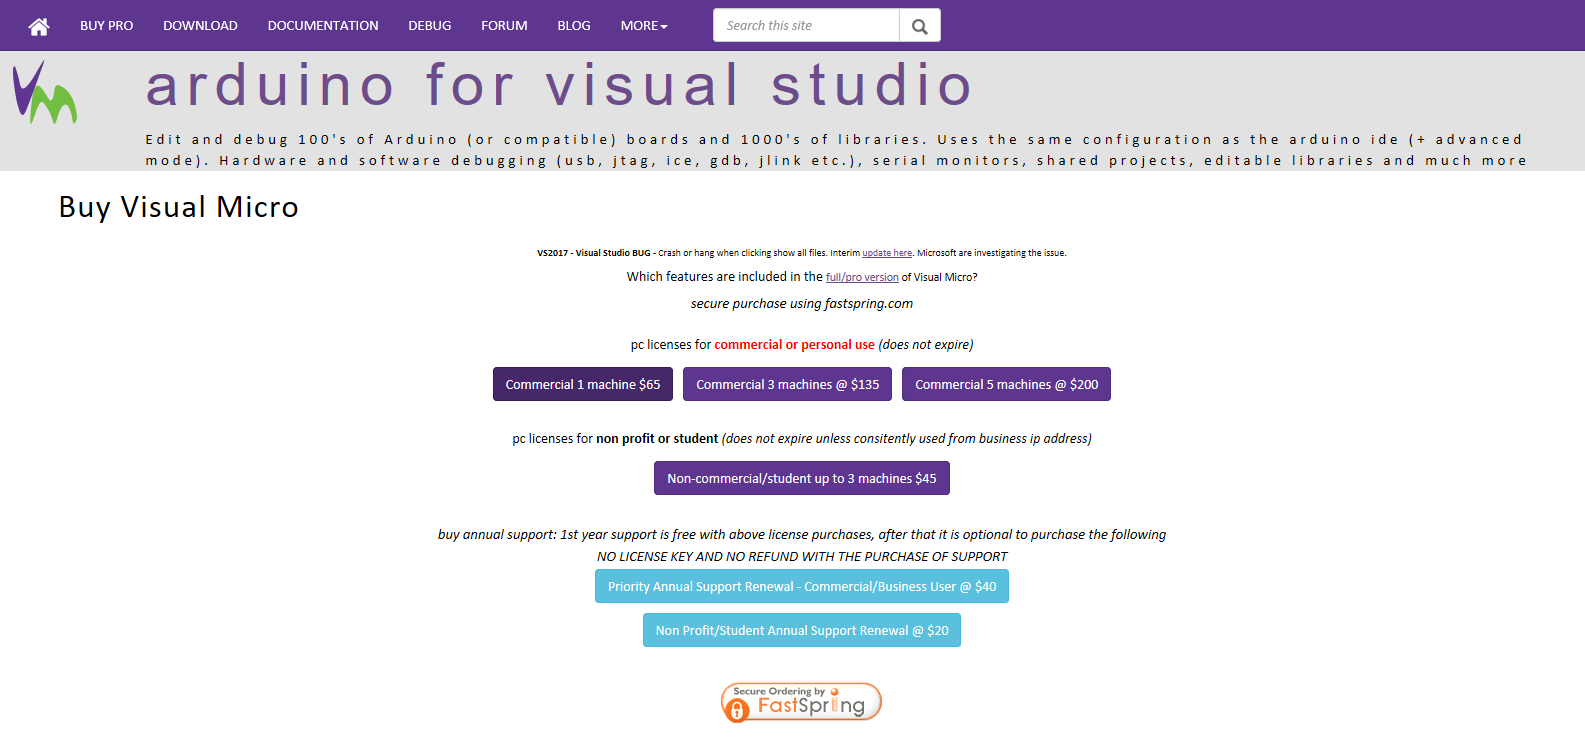 BUY PRO DOWNLOAD DOCUMENTATION DEBUG FORUM BLOG MORE Search this site
arduino for visual studio
Edit and debug 100's of Arduino (or compatible) boards and 1000's of libraries. Uses the same configuration as the arduino ide (+ advanced
mode). Hardware and software debugging (usb, jtag, ice, gdb, jlink etc.), serial monitors, shared projects, editable libraries and much more
Buy Visual Micro
VS2017 - Visual Studio BUG - Crash or hang when clicking show all files. Interim update here. Microsoft are investigating the issue.
Which features are included in the full/pro version of Visual Micro?
secure purchase using fastspring.com
pc licenses for commercial or personal use (does not expire)
Commercial 1 machine $65 Commercial 3 machines @ $135 Commercial 5 machines @ $200
pc licenses for non profit or student (does not expire unless consitently used from business ip address)
Non-commercial/student up to 3 machines $45
buy annual support: 1st year support is free with above license purchases, after that it is optional to purchase the following
NO LICENSE KEY AND NO REFUND WITH THE PURCHASE OF SUPPORT
Priority Annual Support Renewal - Commercial/Business User @ $40
Non Profit/Student Annual Support Renewal @ $20
Secure Ordering by
FastSpring